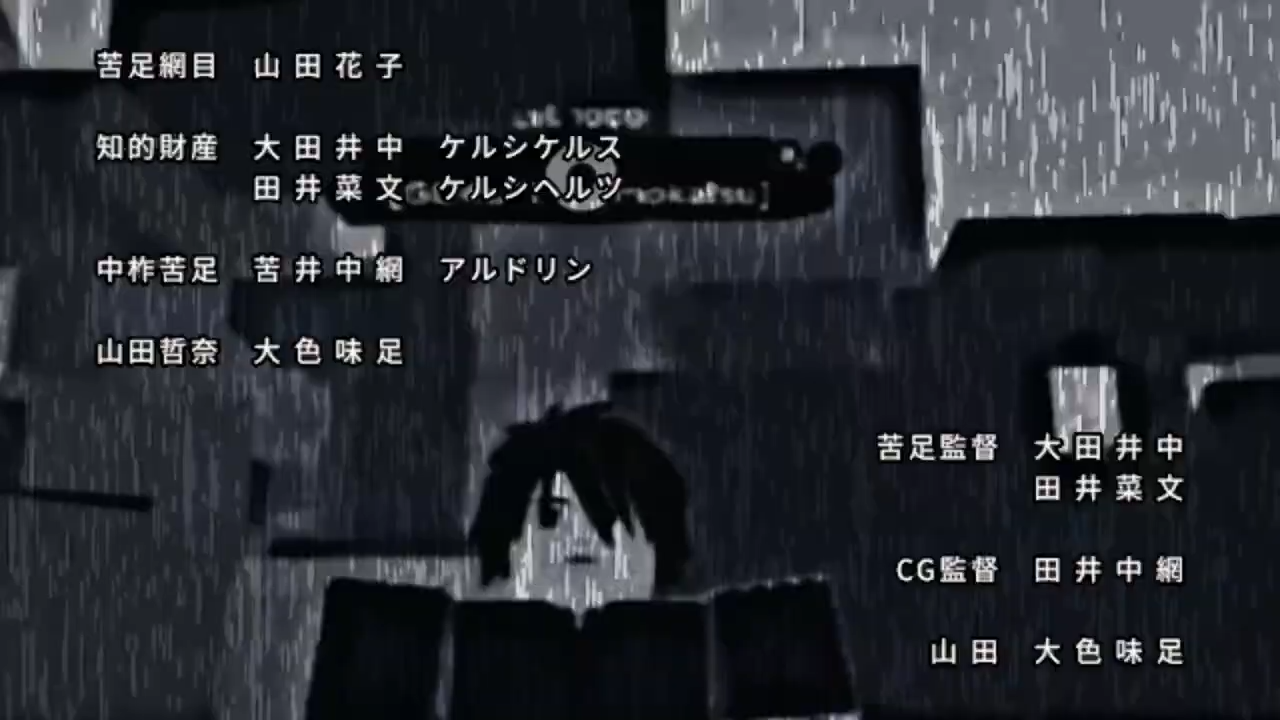 苦足網目 山田花子
知的財産 大田井中 ケルシケルス
田井菜文 ケルシヘルツ
中柞苦足 苦井中網 アルドリン
山田哲奈 大色味足
苦足監督 大田井中
田井菜文
CG監督 田井中網
山田 大色味足